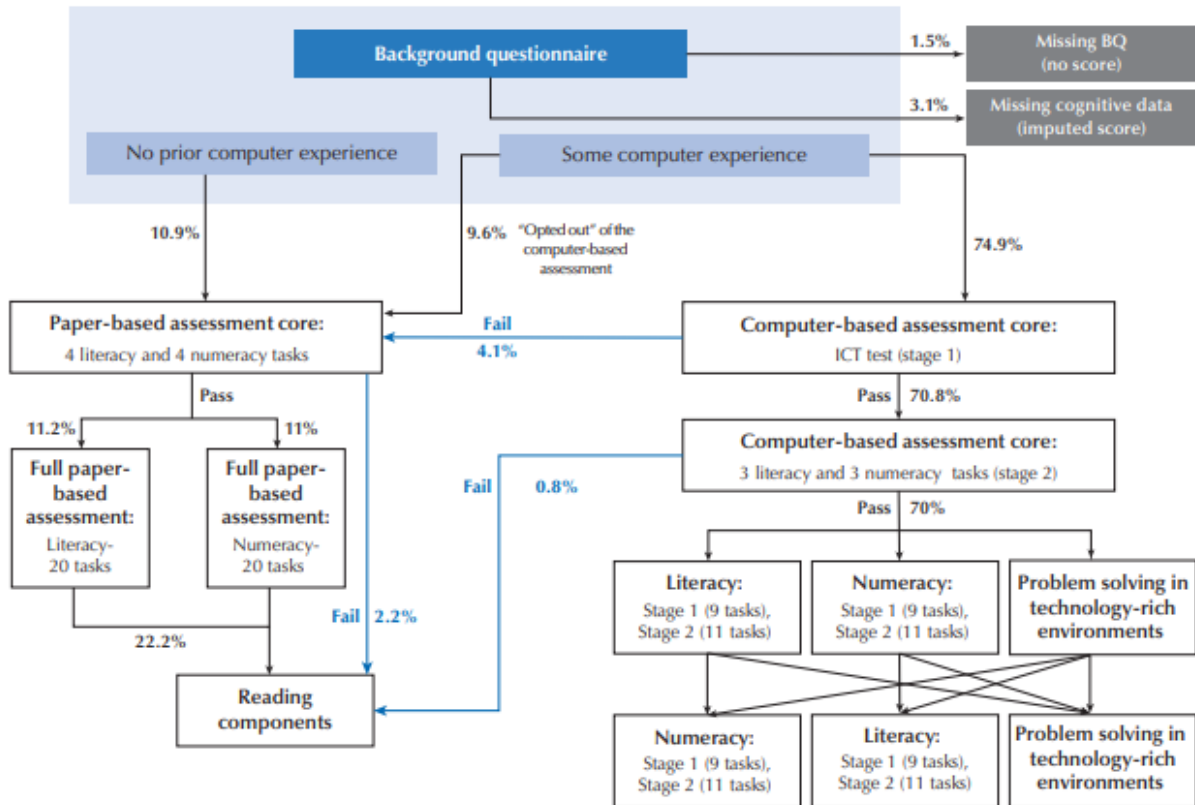 Background questionnaire
1.5%
Missing BQ
(no score)
3.1%
Missing cognitive data
(imputed score)
No prior computer experience
Some computer experience
10.9%
9.6%
"Opted out" of the
computer-based
assessment
74.9%
Paper-based assessment core:
4 literacy and 4 numeracy tasks
Fail
4.1%
Computer-based assessment core:
ICT test (stage 1)
Pass
Pass 70.8%
11.2%
11%
Full paper-
based
assessment:
Literacy-
20 tasks
Full paper-
based
assessment:
Numeracy-
20 tasks
Computer-based assessment core:
3 literacy and 3 numeracy tasks (stage 2)
Fail
0.8%
Pass 70%
Fail 2.2%
22.2%
Literacy:
Stage 1 (9 tasks),
Stage 2 (11 tasks)
Numeracy:
Stage 1 (9 tasks),
Stage 2 (11 tasks)
Problem solving in
technology-rich
environments
Reading
components
Numeracy:
Stage 1 (9 tasks),
Stage 2 (11 tasks)
Literacy:
Stage 1 (9 tasks),
Stage 2 (11 tasks)
Problem solving in
technology-rich
environments